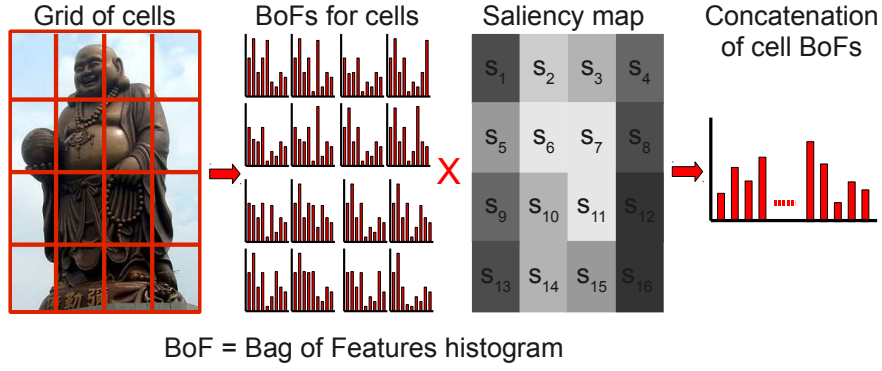 Grid of cells
BoFs for cells
Saliency map
Concatenation
of cell BoFs
S1 S2 S3 S4
S5 S6 S7 S8
X
S9 S10 S11 S12
S13 S14 S15 S16
BoF = Bag of Features histogram